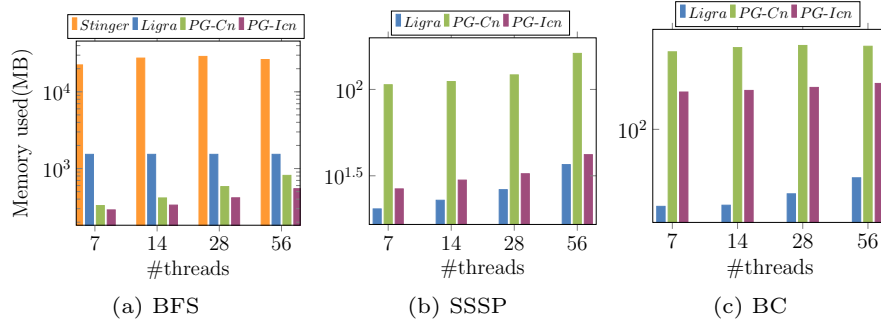 Stinger Ligra PG-Cn PG-Icn
Memory used(MB)
10^4
10^3
7 14 28 56
#threads
(a) BFS
Ligra PG-Cn PG-Icn
10^2
10^1.5
7 14 28 56
#threads
(b) SSSP
Ligra PG-Cn PG-Icn
10^2
7 14 28 56
#threads
(c) BC